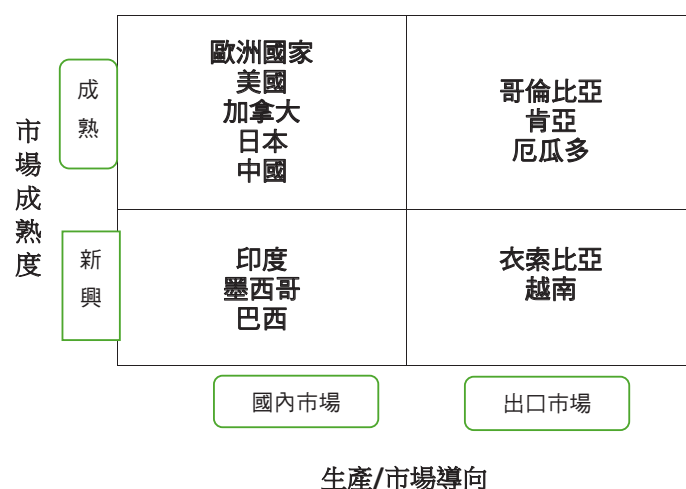 市場成熟度
成熟
歐洲國家
美國
加拿大
日本
中國
哥倫比亞
肯亞
厄瓜多
新興
印度
墨西哥
巴西
衣索比亞
越南
國內市場
出口市場
生產/市場導向